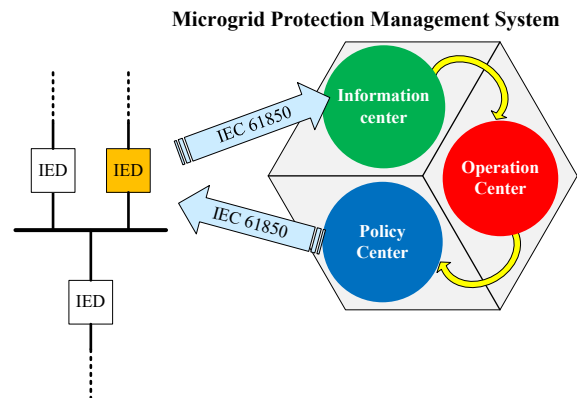 Microgrid Protection Management System
Information
center
IEC 61850
IED
IED
Operation
Center
IEC 61850
Policy
Center
IED